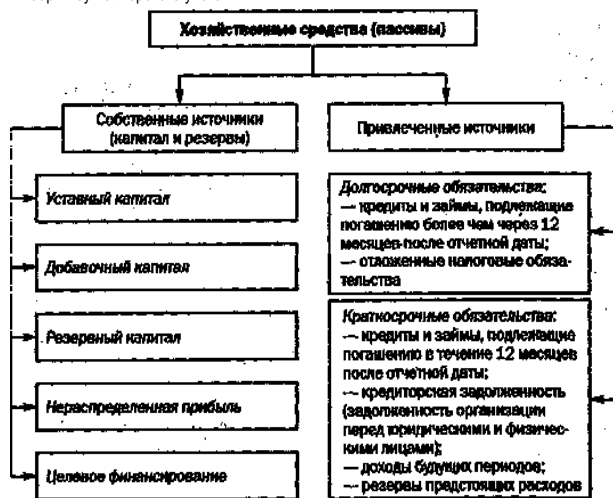 Хозяйственные средства (пассивы)
Собственные источники
(капитал и резервы)
Уставный капитал
Добавочный капитал
Резервный капитал
Нераспределенная прибыль
Целевое финансирование
Привлеченные источники
Долгосрочные обязательства:
— кредиты и займы, подлежащие
погашению более чем через 12
месяцев после отчетной даты;
— отложенные налоговые обяза-
тельства
Краткосрочные обязательства:
— кредиты и займы, подлежащие
погашению в течение 12 месяцев
после отчетной даты;
— кредиторская задолженность
(задолженность организации
перед юридическими и физичес-
кими лицами);
— доходы будущих периодов;
— резервы предстоящих расходов